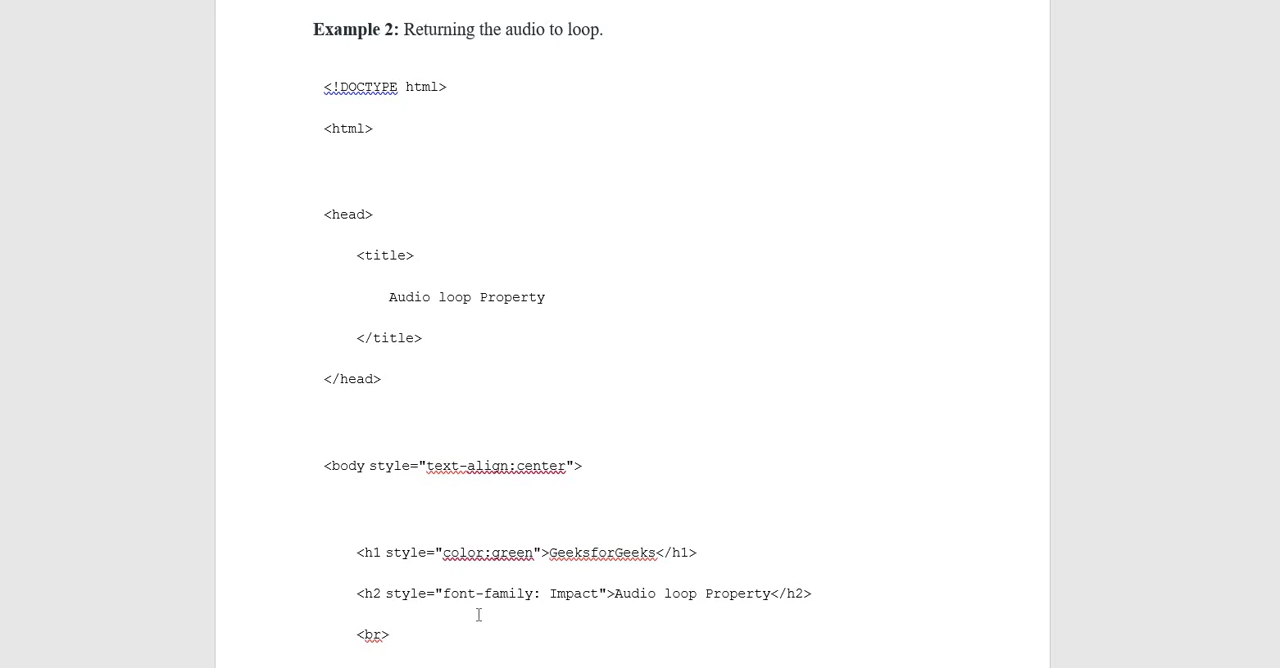 Example 2: Returning the audio to loop.
<!DOCTYPE html>
<html>
<head>
<title>
Audio loop Property
</title>
</head>
<body style="text-align:center">
<h1 style="color:green">GeeksforGeeks</h1>
<h2 style="font-family: Impact">Audio loop Property</h2>
<br>